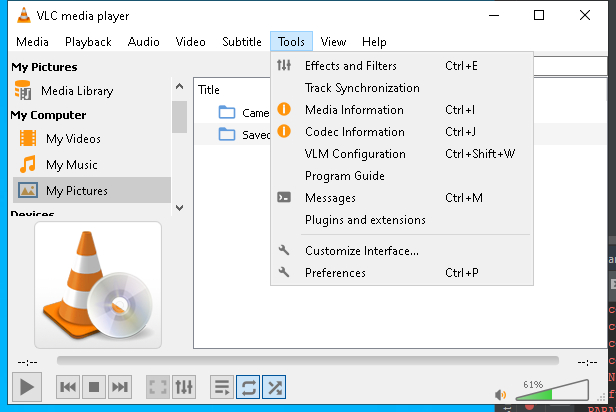 VLC media player
Media Playback Audio Video Subtitle Tools View Help
My Pictures
Media Library
My Computer
My Videos
My Music
My Pictures
Devices
Title
Came
Saved
Effects and Filters Ctrl+E
Track Synchronization
Media Information Ctrl+I
Codec Information Ctrl+J
VLM Configuration Ctrl+Shift+W
Program Guide
Messages Ctrl+M
Plugins and extensions
Customize Interface...
Preferences Ctrl+P
--:-- --:--
61%